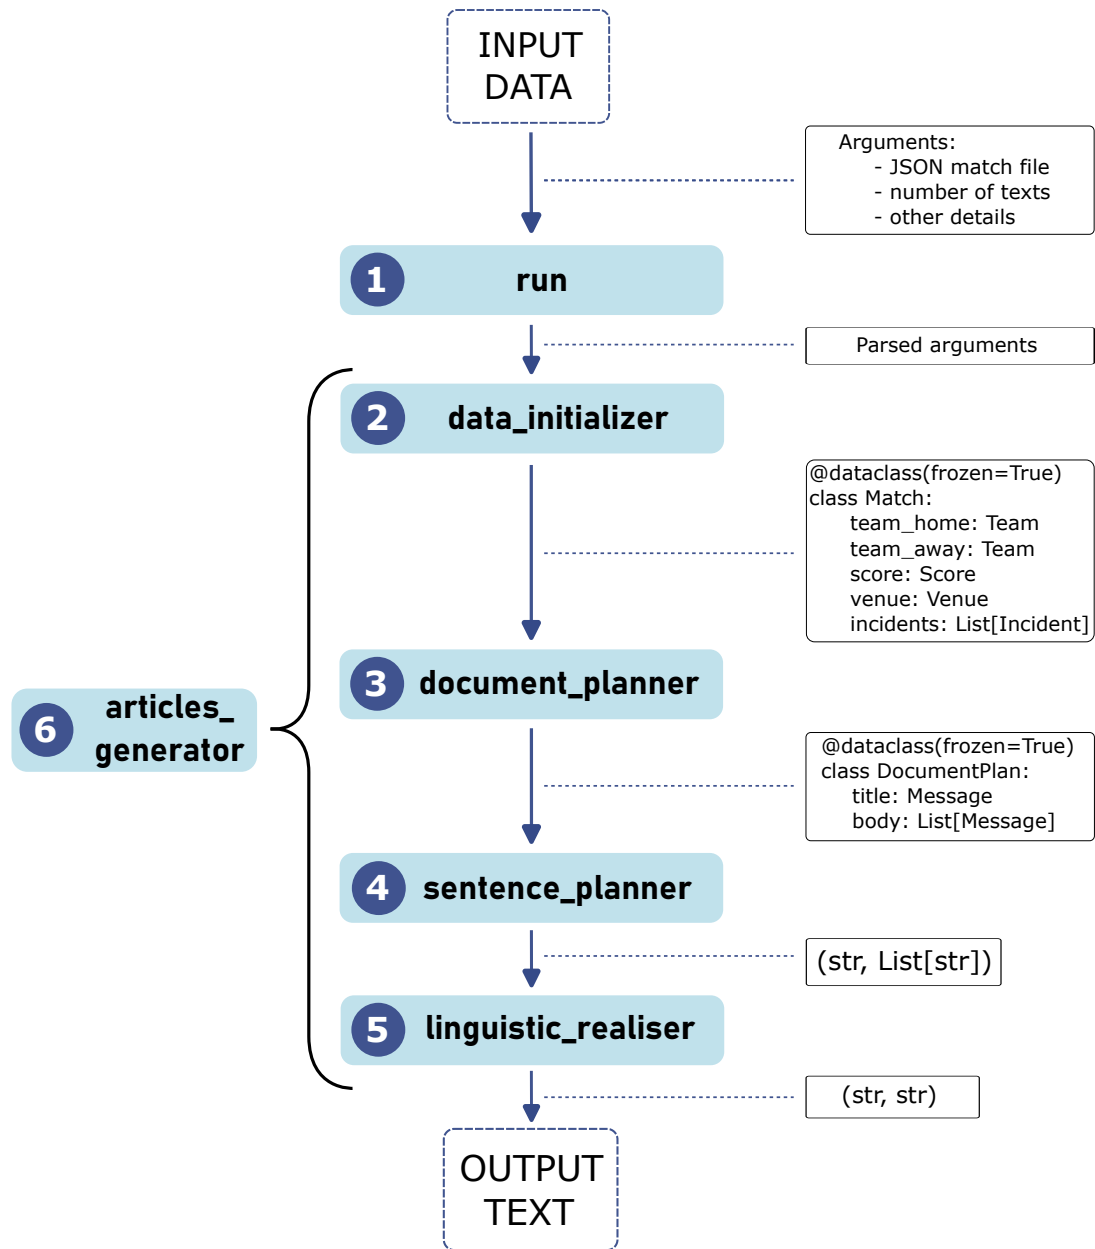 INPUT
DATA
Arguments:
- JSON match file
- number of texts
- other details
1 run
Parsed arguments
2 data_initializer
@dataclass(frozen=True)
class Match:
team_home: Team
team_away: Team
score: Score
venue: Venue
incidents: List[Incident]
3 document_planner
6 articles_
generator
@dataclass(frozen=True)
class DocumentPlan:
title: Message
body: List[Message]
4 sentence_planner
(str, List[str])
5 linguistic_realiser
(str, str)
OUTPUT
TEXT